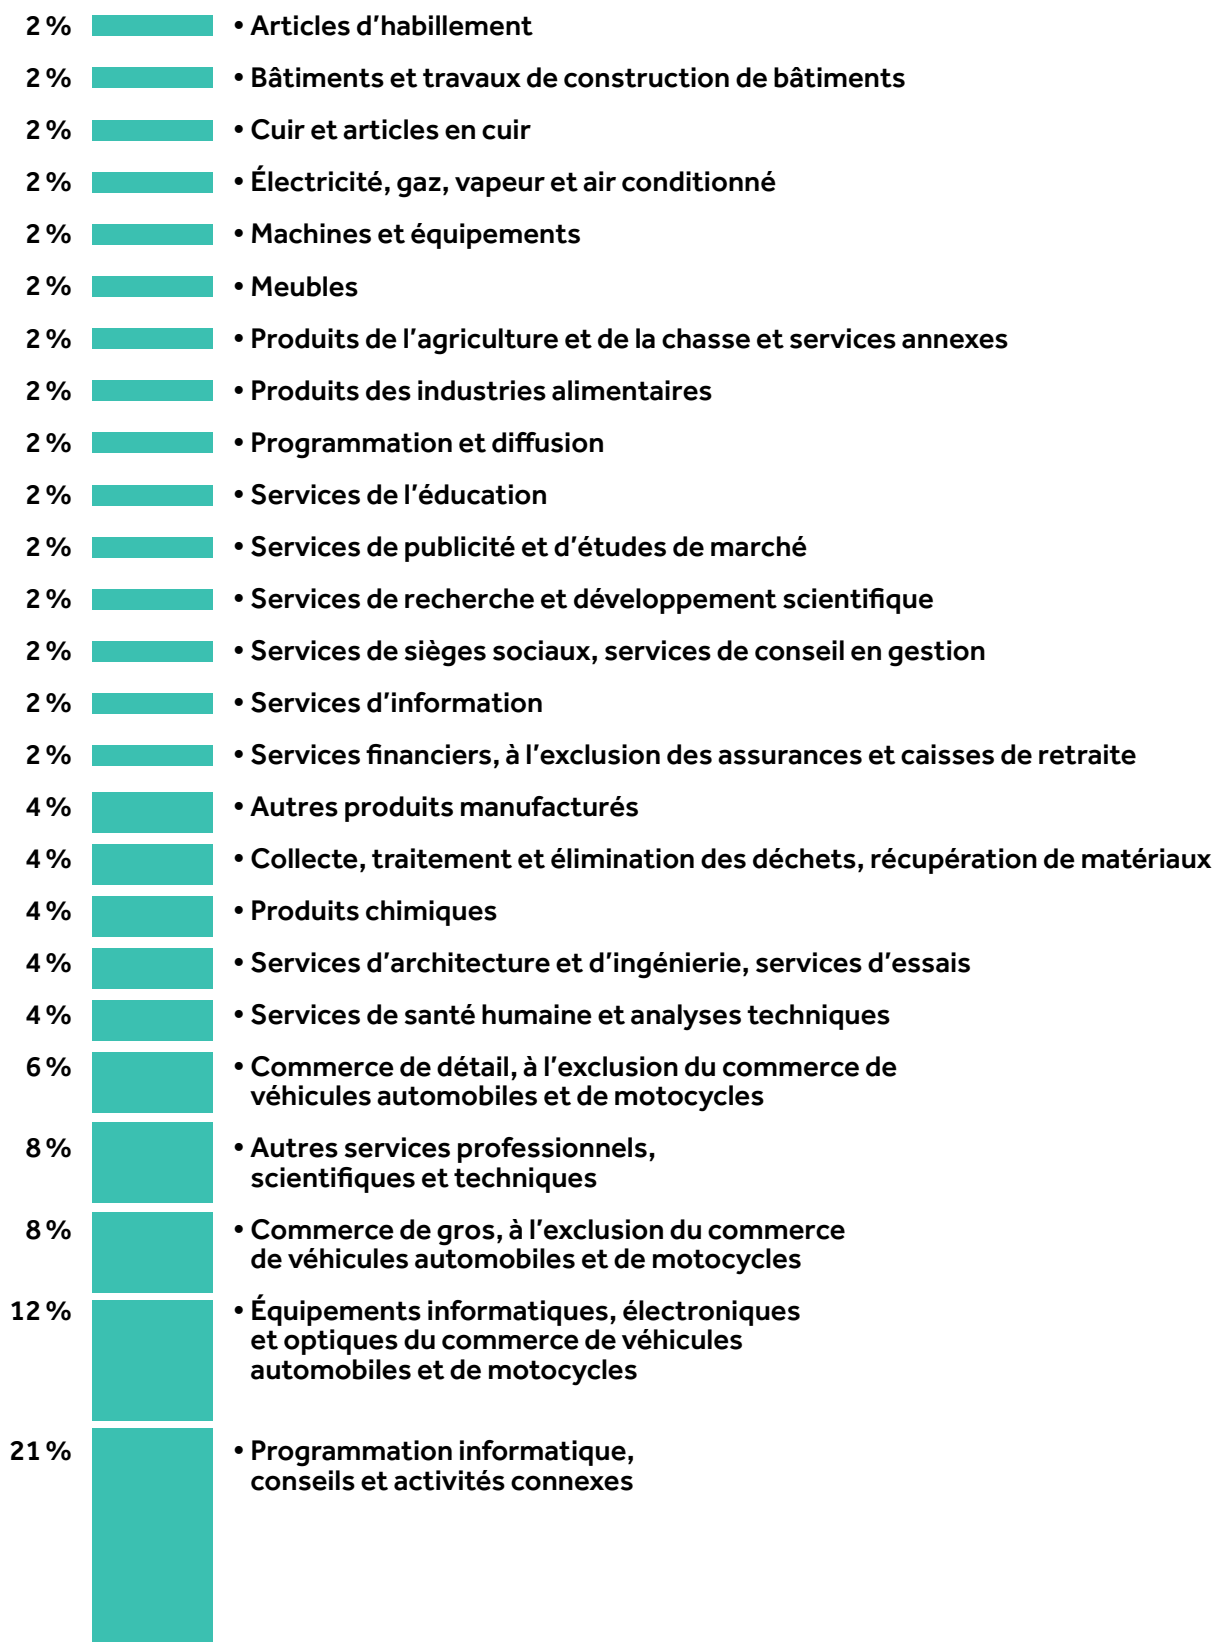 2 % • Articles d’habillement
2 % • Bâtiments et travaux de construction de bâtiments
2 % • Cuir et articles en cuir
2 % • Électricité, gaz, vapeur et air conditionné
2 % • Machines et équipements
2 % • Meubles
2 % • Produits de l’agriculture et de la chasse et services annexes
2 % • Produits des industries alimentaires
2 % • Programmation et diffusion
2 % • Services de l’éducation
2 % • Services de publicité et d’études de marché
2 % • Services de recherche et développement scientifique
2 % • Services de sièges sociaux, services de conseil en gestion
2 % • Services d’information
2 % • Services financiers, à l’exclusion des assurances et caisses de retraite
4 % • Autres produits manufacturés
4 % • Collecte, traitement et élimination des déchets, récupération de matériaux
4 % • Produits chimiques
4 % • Services d’architecture et d’ingénierie, services d’essais
4 % • Services de santé humaine et analyses techniques
6 % • Commerce de détail, à l’exclusion du commerce de
véhicules automobiles et de motocycles
8 % • Autres services professionnels,
scientifiques et techniques
8 % • Commerce de gros, à l’exclusion du commerce
de véhicules automobiles et de motocycles
12 % • Équipements informatiques, électroniques
et optiques du commerce de véhicules
automobiles et de motocycles
21 % • Programmation informatique,
conseils et activités connexes